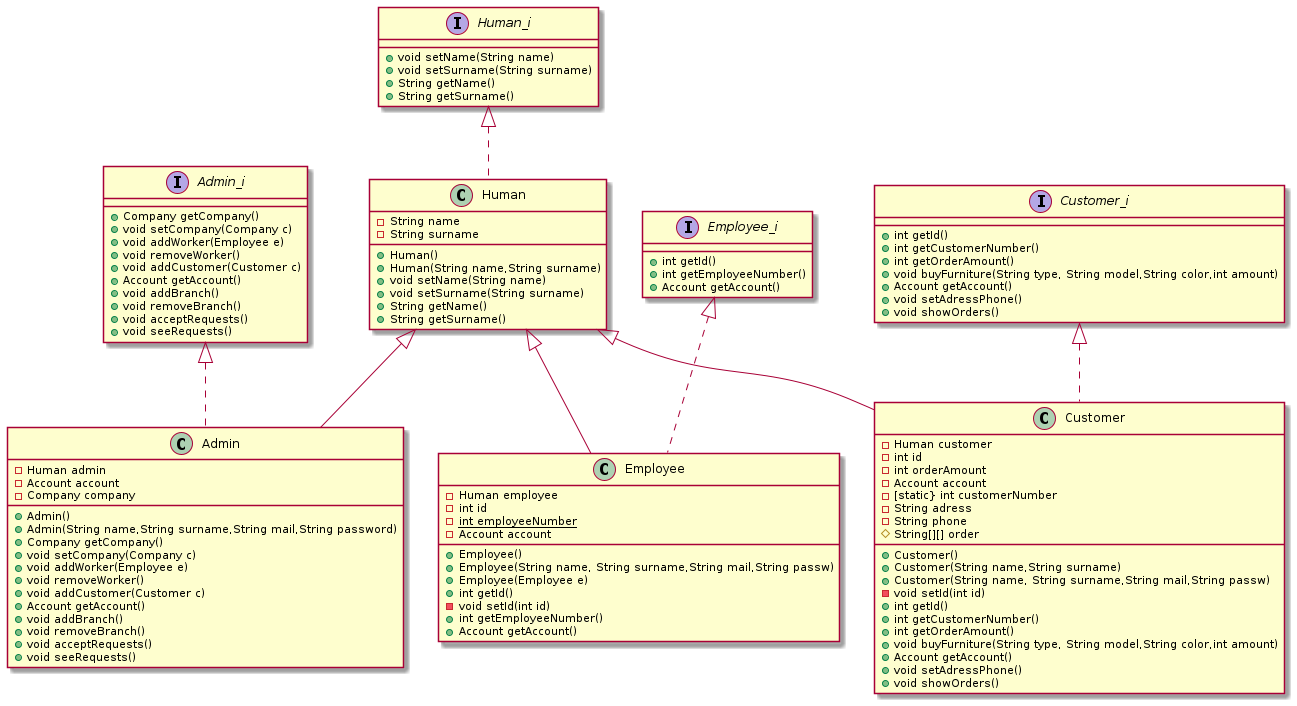 Human_i
void setName(String name)
void setSurname(String surname)
String getName()
String getSurname()
Admin_i
Company getCompany()
void setCompany(Company c)
void addWorker(Employee e)
void removeWorker()
void addCustomer(Customer c)
Account getAccount()
void addBranch()
void removeBranch()
void acceptRequests()
void seeRequests()
Human
String name
String surname
Human()
Human(String name,String surname)
void setName(String name)
void setSurname(String surname)
String getName()
String getSurname()
Employee_i
int getId()
int getEmployeeNumber()
Account getAccount()
Customer_i
int getId()
int getCustomerNumber()
int getOrderAmount()
void buyFurniture(String type, String model,String color,int amount)
Account getAccount()
void setAdressPhone()
void showOrders()
Admin
Human admin
Account account
Company company
Admin()
Admin(String name,String surname,String mail,String password)
Company getCompany()
void setCompany(Company c)
void addWorker(Employee e)
void removeWorker()
void addCustomer(Customer c)
Account getAccount()
void addBranch()
void removeBranch()
void acceptRequests()
void seeRequests()
Employee
Human employee
int id
int employeeNumber
Account account
Employee()
Employee(String name, String surname,String mail,String passw)
Employee(Employee e)
int getId()
void setId(int id)
int getEmployeeNumber()
Account getAccount()
Customer
Human customer
int id
int orderAmount
Account account
[static} int customerNumber
String adress
String phone
String[][] order
Customer()
Customer(String name,String surname)
Customer(String name, String surname,String mail,String passw)
void setId(int id)
int getId()
int getCustomerNumber()
int getOrderAmount()
void buyFurniture(String type, String model,String color,int amount)
Account getAccount()
void setAdressPhone()
void showOrders()